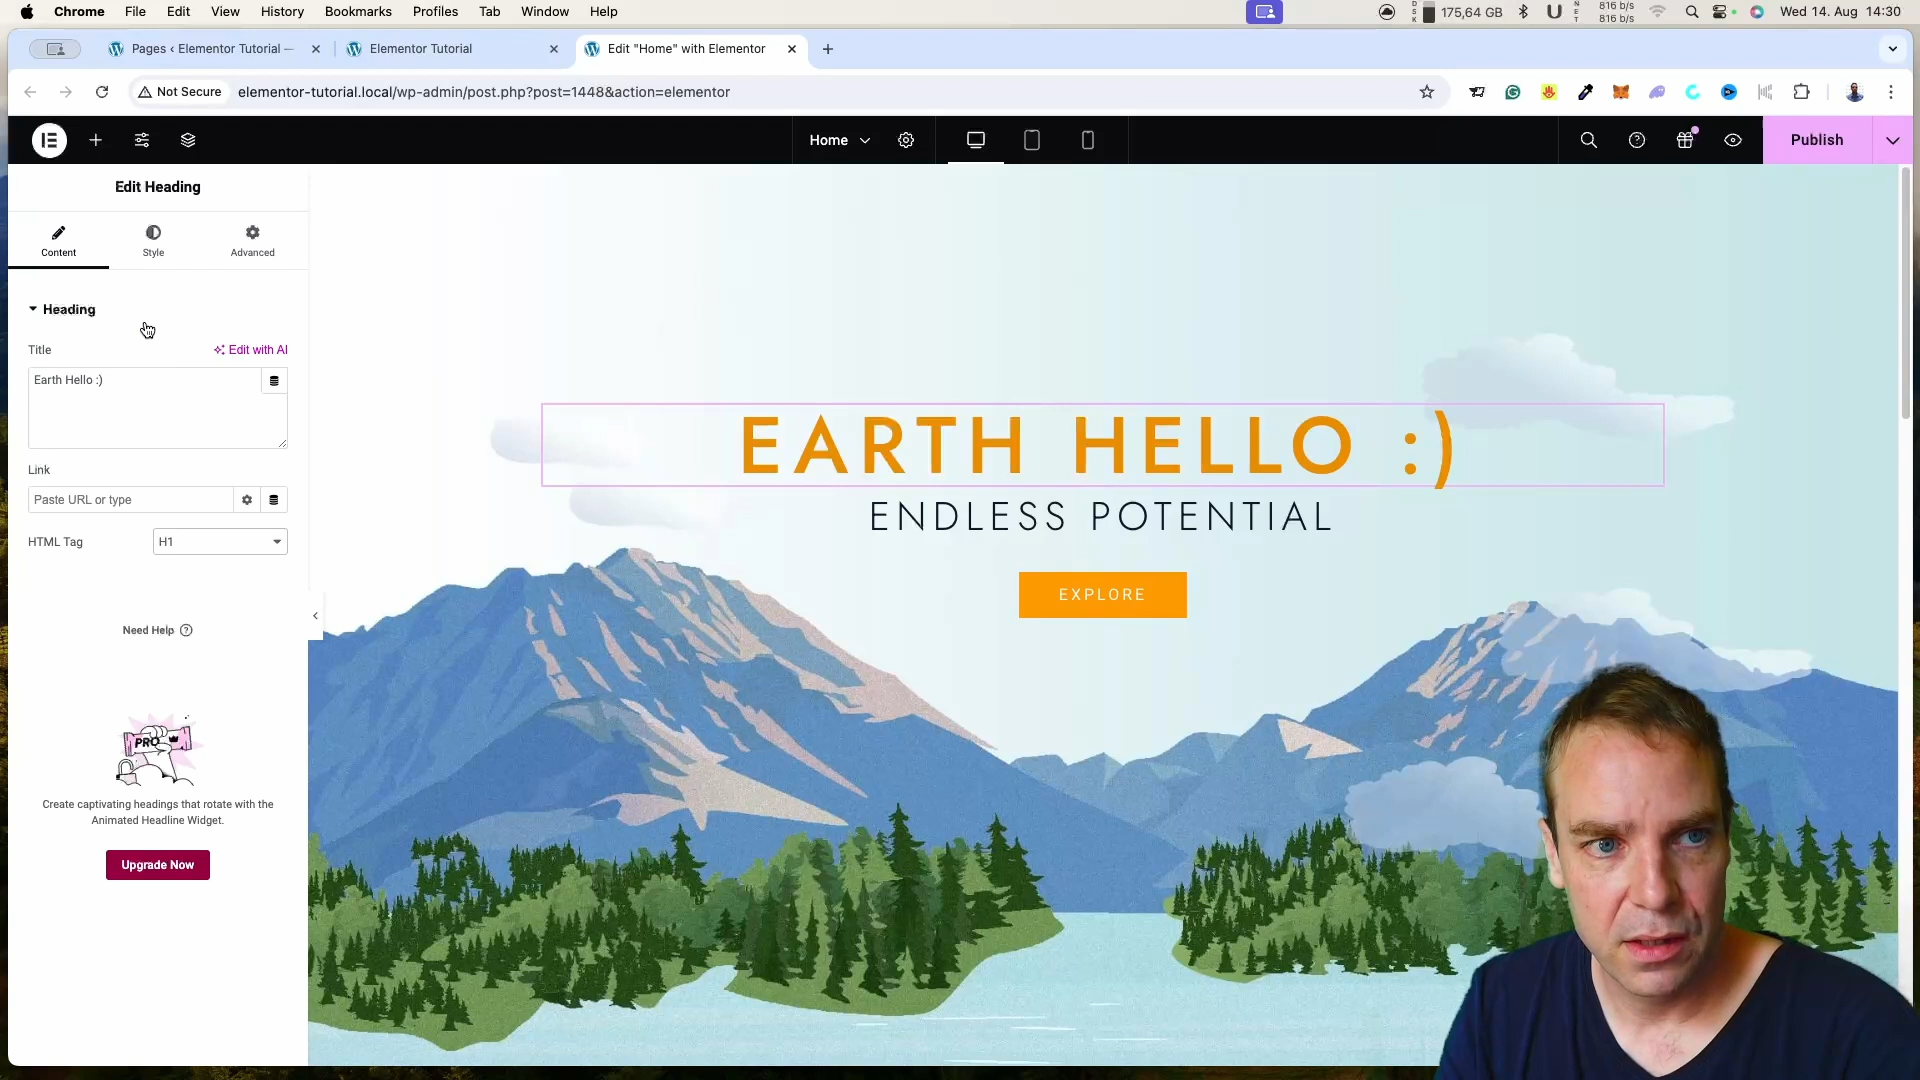 Chrome File Edit View History Bookmarks Profiles Tab Window Help
175,64 GB
816 b/s
816 b/s
Wed 14. Aug 14:30
Pages ‹ Elementor Tutorial —
Elementor Tutorial
Edit "Home" with Elementor
Not Secure
elementor-tutorial.local/wp-admin/post.php?post=1448&action=elementor
Home
Publish
Edit Heading
Content
Style
Advanced
Heading
Title
Edit with AI
Earth Hello :)
Link
Paste URL or type
HTML Tag
H1
Need Help
PRO
Create captivating headings that rotate with the
Animated Headline Widget.
Upgrade Now
EARTH HELLO :)
ENDLESS POTENTIAL
EXPLORE